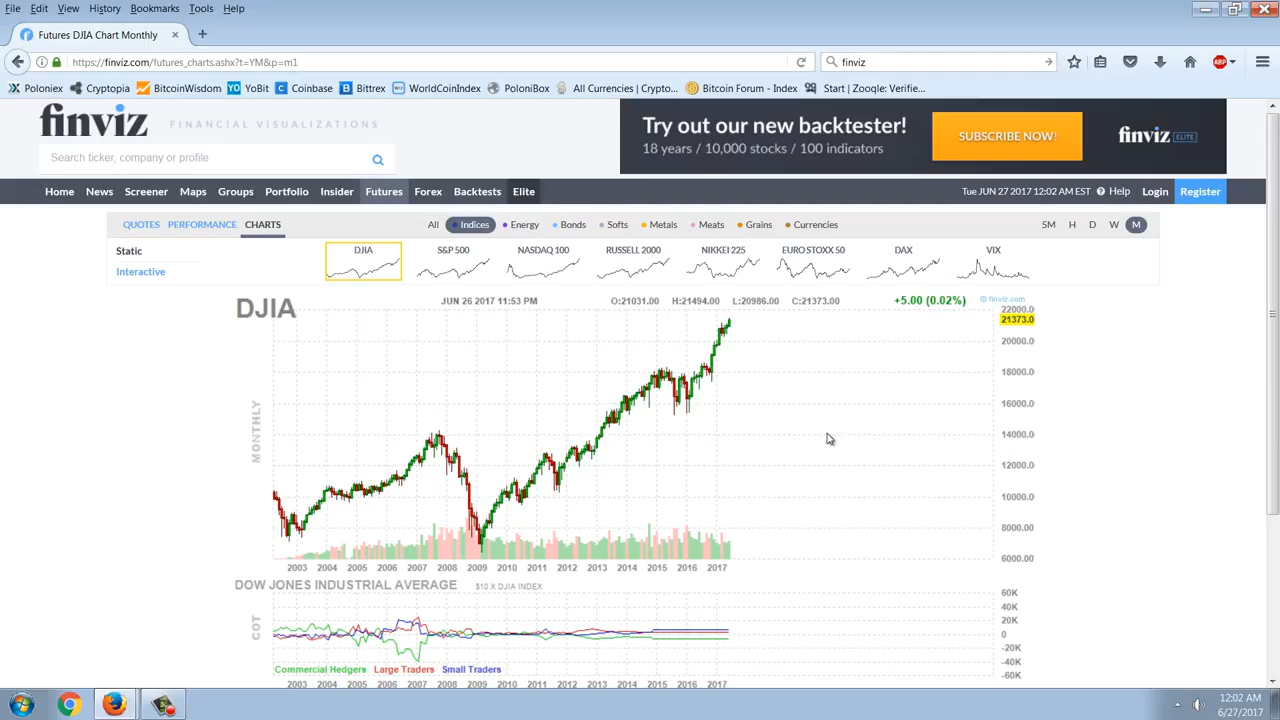 File Edit View History Bookmarks Tools Help
Futures DJIA Chart Monthly
https://finviz.com/futures_charts.ashx?t=YM&p=m1
finviz
Poloniex Cryptopia BitcoinWisdom YoBit Coinbase Bittrex WorldCoinIndex PoloniBox All Currencies | Crypto... Bitcoin Forum - Index Start | Zooqle: Verifie...
finviz FINANCIAL VISUALIZATIONS
Search ticker, company or profile
Try out our new backtester!
18 years / 10,000 stocks / 100 indicators
SUBSCRIBE NOW!
finviz ELITE
Home News Screener Maps Groups Portfolio Insider Futures Forex Backtests Elite
Tue JUN 27 2017 12:02 AM EST Help Login Register
QUOTES PERFORMANCE CHARTS
All Indices Energy Bonds Softs Metals Meats Grains Currencies
5M H D W M
Static
Interactive
DJIA S&P 500 NASDAQ 100 RUSSELL 2000 NIKKEI 225 EURO STOXX 50 DAX VIX
DJIA
JUN 26 2017 11:53 PM O:21031.00 H:21494.00 L:20986.00 C:21373.00 +5.00 (0.02%) © finviz.com
22000.0
21373.0
20000.0
18000.0
16000.0
14000.0
12000.0
10000.0
8000.00
6000.00
MONTHLY
2003 2004 2005 2006 2007 2008 2009 2010 2011 2012 2013 2014 2015 2016 2017
DOW JONES INDUSTRIAL AVERAGE $10 X DJIA INDEX
60K
40K
20K
0
-20K
-40K
-60K
COT
Commercial Hedgers Large Traders Small Traders
2003 2004 2005 2006 2007 2008 2009 2010 2011 2012 2013 2014 2015 2016 2017
12:02 AM
6/27/2017
ABP